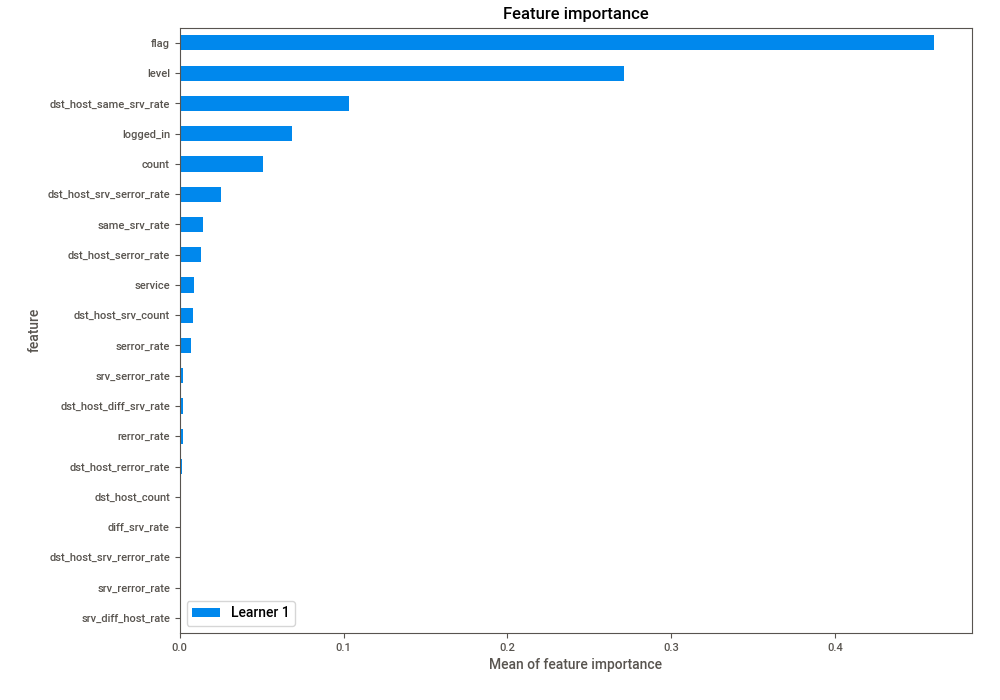 Feature importance
flag
level
dst_host_same_srv_rate
logged_in
count
dst_host_srv_serror_rate
same_srv_rate
dst_host_serror_rate
service
dst_host_srv_count
serror_rate
srv_serror_rate
dst_host_diff_srv_rate
rerror_rate
dst_host_rerror_rate
dst_host_count
diff_srv_rate
dst_host_srv_rerror_rate
srv_rerror_rate
srv_diff_host_rate
feature
Learner 1
0.0 0.1 0.2 0.3 0.4
Mean of feature importance